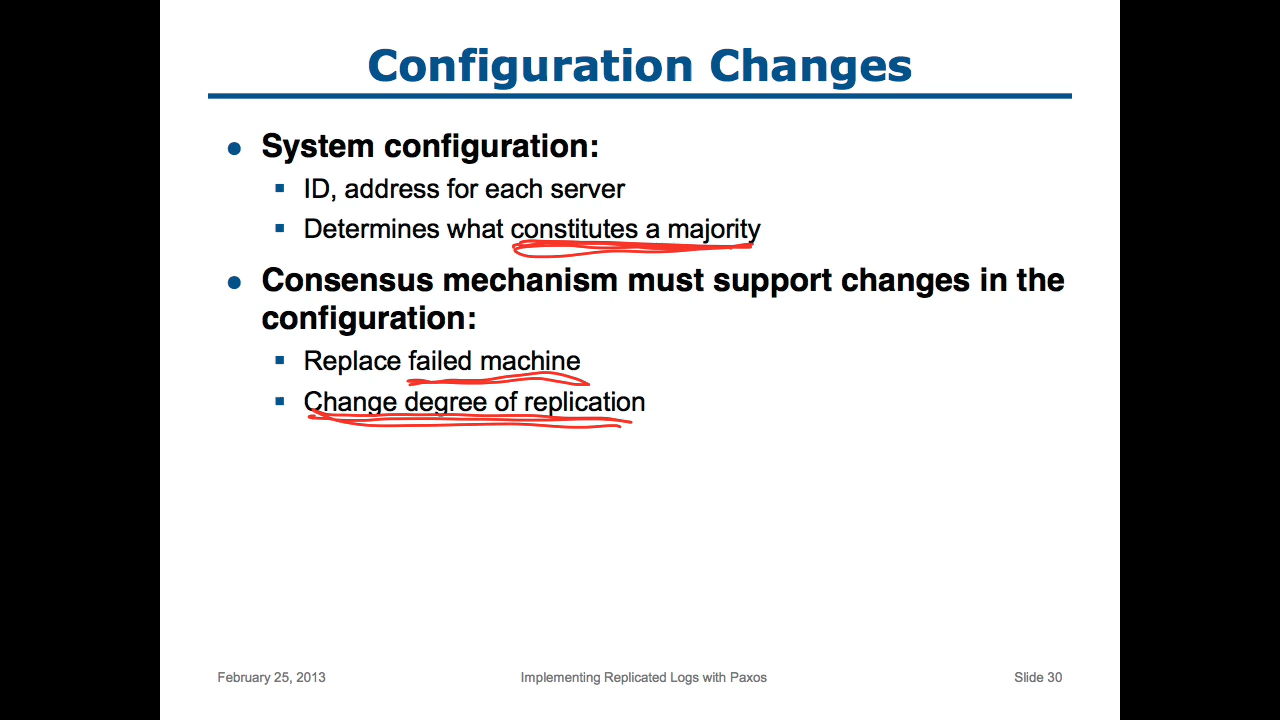 Configuration Changes
System configuration:
ID, address for each server
Determines what constitutes a majority
Consensus mechanism must support changes in the
configuration:
Replace failed machine
Change degree of replication
February 25, 2013
Implementing Replicated Logs with Paxos
Slide 30